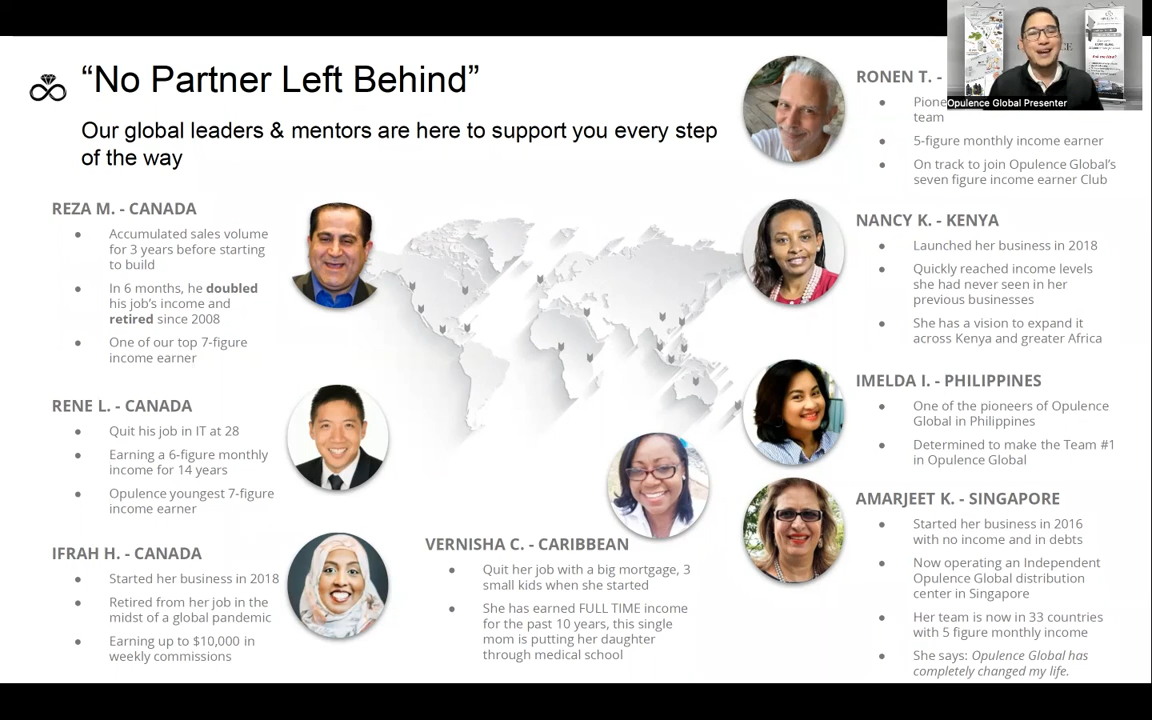 “No Partner Left Behind”
Our global leaders & mentors are here to support you every step
of the way
REZA M. - CANADA
● Accumulated sales volume
for 3 years before starting
to build
● In 6 months, he doubled
his job’s income and
retired since 2008
● One of our top 7-figure
income earner
RENE L. - CANADA
● Quit his job in IT at 28
● Earning a 6-figure monthly
income for 14 years
● Opulence youngest 7-figure
income earner
IFRAH H. - CANADA
● Started her business in 2018
● Retired from her job in the
midst of a global pandemic
● Earning up to $10,000 in
weekly commissions
VERNISHA C. - CARIBBEAN
● Quit her job with a big mortgage, 3
small kids when she started
● She has earned FULL TIME income
for the past 10 years, this single
mom is putting her daughter
through medical school
RONEN T. -
● Pione
team
● 5-figure monthly income earner
● On track to join Opulence Global’s
seven figure income earner Club
NANCY K. - KENYA
● Launched her business in 2018
● Quickly reached income levels
she had never seen in her
previous businesses
● She has a vision to expand it
across Kenya and greater Africa
IMELDA I. - PHILIPPINES
● One of the pioneers of Opulence
Global in Philippines
● Determined to make the Team #1
in Opulence Global
AMARJEET K. - SINGAPORE
● Started her business in 2016
with no income and in debts
● Now operating an Independent
Opulence Global distribution
center in Singapore
● Her team is now in 33 countries
with 5 figure monthly income
● She says: Opulence Global has
completely changed my life.
Opulence Global Presenter